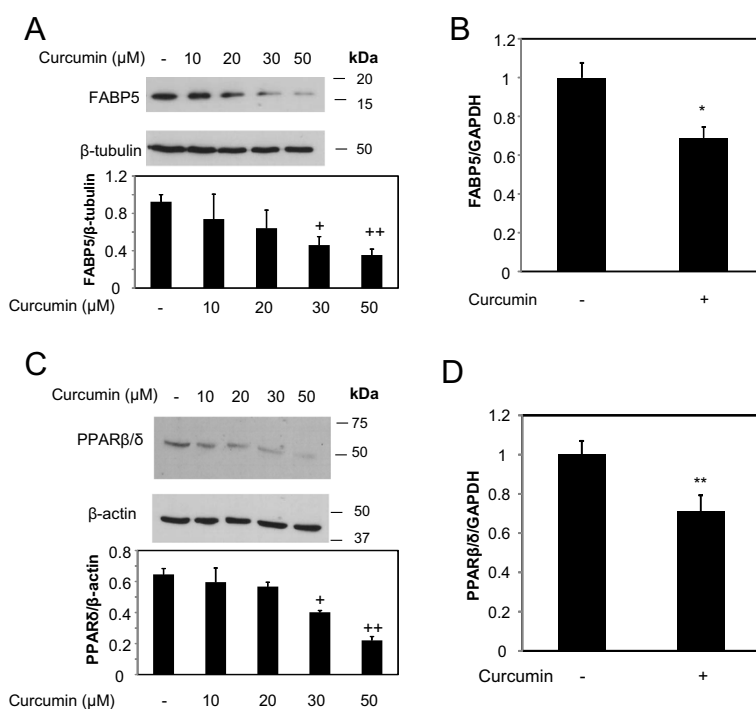 A
Curcumin (µM) - 10 20 30 50 kDa
FABP5
20
15
β-tubulin
50
FABP5/β-tubulin
1.2
0.8
0.4
0
+
++
Curcumin (µM) - 10 20 30 50
B
FABP5/GAPDH
1.2
1
0.8
0.6
0.4
0.2
0
*
Curcumin - +
C
Curcumin (µM) - 10 20 30 50 kDa
PPARβ/δ
75
50
β-actin
50
37
PPARδ/β-actin
0.8
0.6
0.4
0.2
0
+
++
Curcumin (µM) - 10 20 30 50
D
PPARβ/δ/GAPDH
1.2
1
0.8
0.6
0.4
0.2
0
**
Curcumin - +